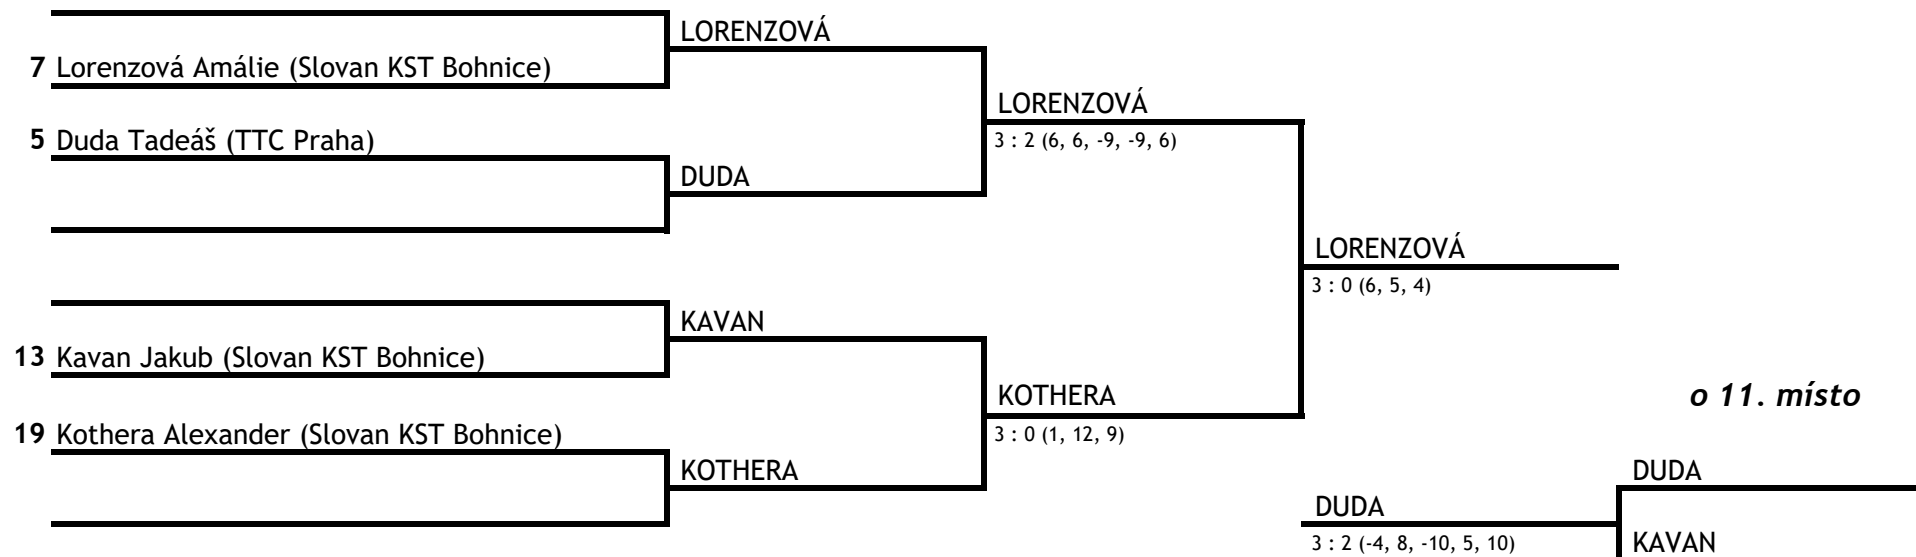 LORENZOVÁ
7 Lorenzová Amálie (Slovan KST Bohnice)
LORENZOVÁ
5 Duda Tadeáš (TTC Praha)
3 : 2 (6, 6, -9, -9, 6)
DUDA
LORENZOVÁ
3 : 0 (6, 5, 4)
KAVAN
13 Kavan Jakub (Slovan KST Bohnice)
KOTHERA
o 11. místo
19 Kothera Alexander (Slovan KST Bohnice)
3 : 0 (1, 12, 9)
KOTHERA
DUDA
DUDA
3 : 2 (-4, 8, -10, 5, 10)
KAVAN